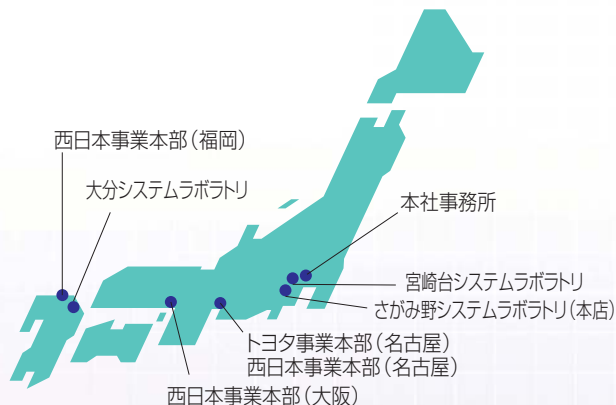 西日本事業本部(福岡)
大分システムラボラトリ
本社事務所
宮崎台システムラボラトリ
さがみ野システムラボラトリ(本店)
トヨタ事業本部(名古屋)
西日本事業本部(名古屋)
西日本事業本部(大阪)